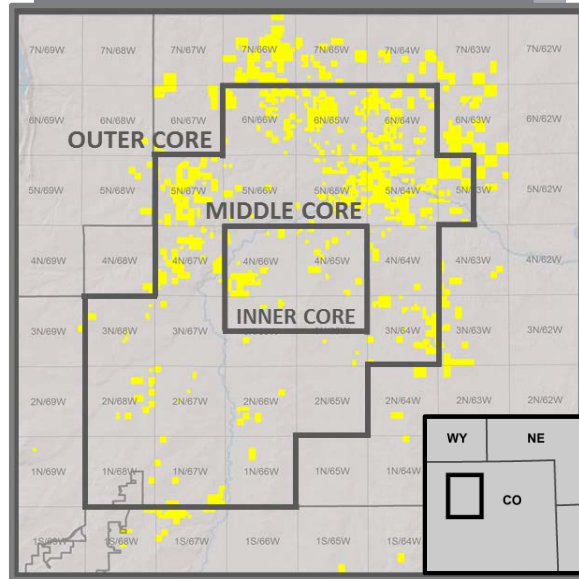 7N/69W 7N/68W 7N/67W 7N/66W 7N/65W 7N/64W 7N/63W 7N/62W
6N/69W 6N/68W 6N/67W 6N/66W 6N/65W 6N/64W 6N/63W 6N/62W
OUTER CORE
5N/69W 5N/68W 5N/67W 5N/66W 5N/65W 5N/64W 5N/63W 5N/62W
MIDDLE CORE
4N/69W 4N/68W 4N/67W 4N/66W 4N/65W 4N/64W 4N/63W 4N/62W
INNER CORE
3N/69W 3N/68W 3N/67W 3N/64W 3N/63W 3N/62W
2N/69W 2N/68W 2N/67W 2N/66W 2N/65W 2N/64W 2N/63W 2N/62W
1N/69W 1N/68W 1N/67W 1N/66W 1N/65W 1N/64W
1S/69W 1S/68W 1S/67W 1S/66W 1S/65W 1S/64W
WY NE
CO